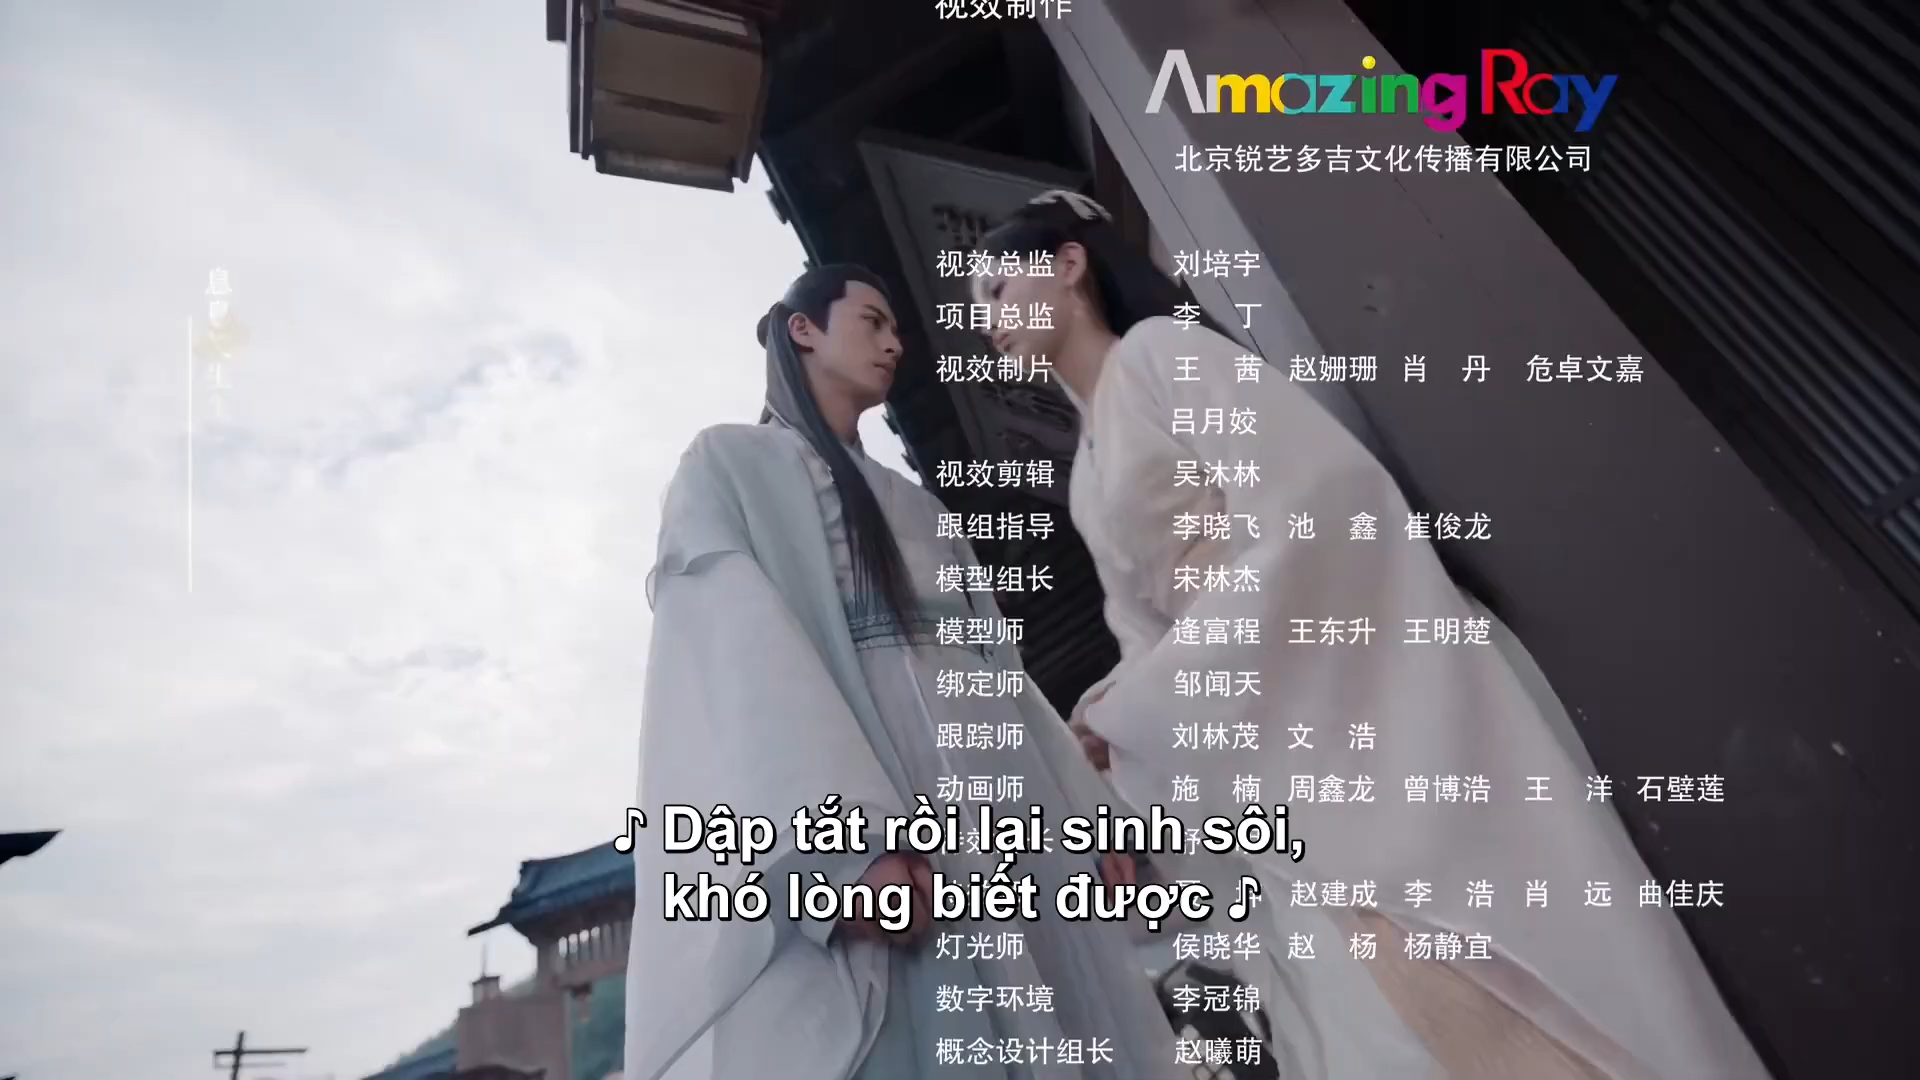 视效制作
Amazing Ray
北京锐艺多吉文化传播有限公司
视效总监 刘培宇
项目总监 李 丁
视效制片 王 茜 赵姗珊 肖 丹 危卓文嘉
吕月姣
视效剪辑 吴沐林
跟组指导 李晓飞 池 鑫 崔俊龙
模型组长 宋林杰
模型师 逄富程 王东升 王明楚
绑定师 邹闻天
跟踪师 刘林茂 文 浩
动画师 施 楠 周鑫龙 曾博浩 王 洋 石壁莲
♪ Dập tắt rồi lại sinh sôi,
khó lòng biết được ♪
赵建成 李 浩 肖 远 曲佳庆
灯光师 侯晓华 赵 杨 杨静宜
数字环境 李冠锦
概念设计组长 赵曦萌